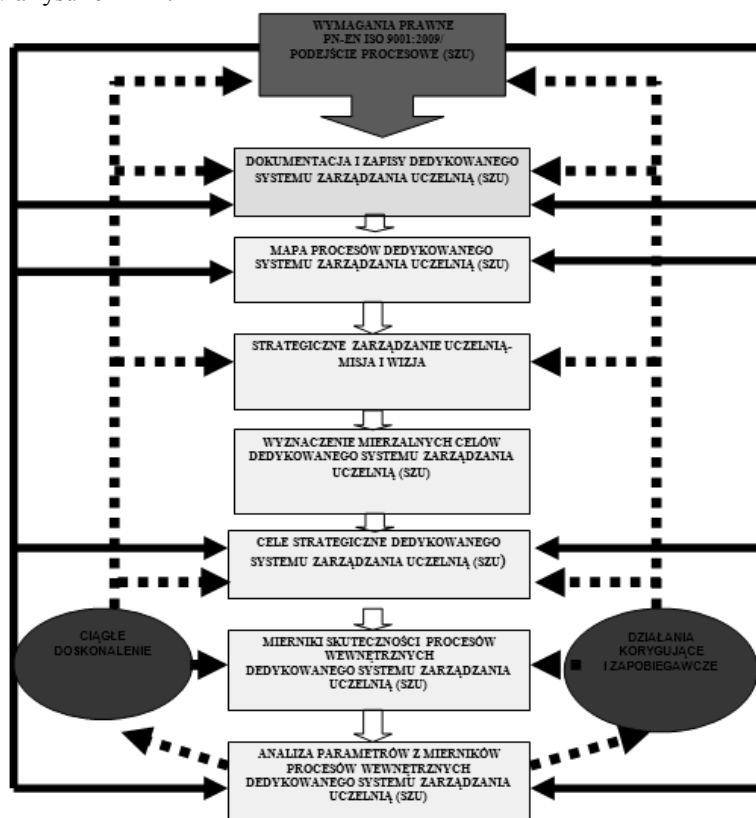 WYMAGANIA PRAWNE
PN-EN ISO 9001:2009/
PODEJŚCIE PROCESOWE (SZU)
DOKUMENTACJA I ZAPISY DEDYKOWANEGO
SYSTEMU ZARZĄDZANIA UCZELNIĄ (SZU)
MAPA PROCESÓW DEDYKOWANEGO
SYSTEMU ZARZĄDZANIA UCZELNIĄ (SZU)
STRATEGICZNE ZARZĄDZANIE UCZELNIĄ-
MISJA I WIZJA
WYZNACZENIE MIERZALNYCH CELÓW
DEDYKOWANEGO SYSTEMU ZARZĄDZANIA
UCZELNIĄ (SZU)
CELE STRATEGICZNE DEDYKOWANEGO
SYSTEMU ZARZĄDZANIA UCZELNIĄ (SZU)
CIĄGŁE
DOSKONALENIE
MIERNIKI SKUTECZNOŚCI PROCESÓW
WEWNĘTRZNYCH
DEDYKOWANEGO SYSTEMU ZARZĄDZANIA
UCZELNIĄ (SZU)
DZIAŁANIA
KORYGUJĄCE
I ZAPOBIEGAWCZE
ANALIZA PARAMETRÓW Z MIERNIKÓW
PROCESÓW WEWNĘTRZNYCH
DEDYKOWANEGO SYSTEMU ZARZĄDZANIA
UCZELNIĄ (SZU)